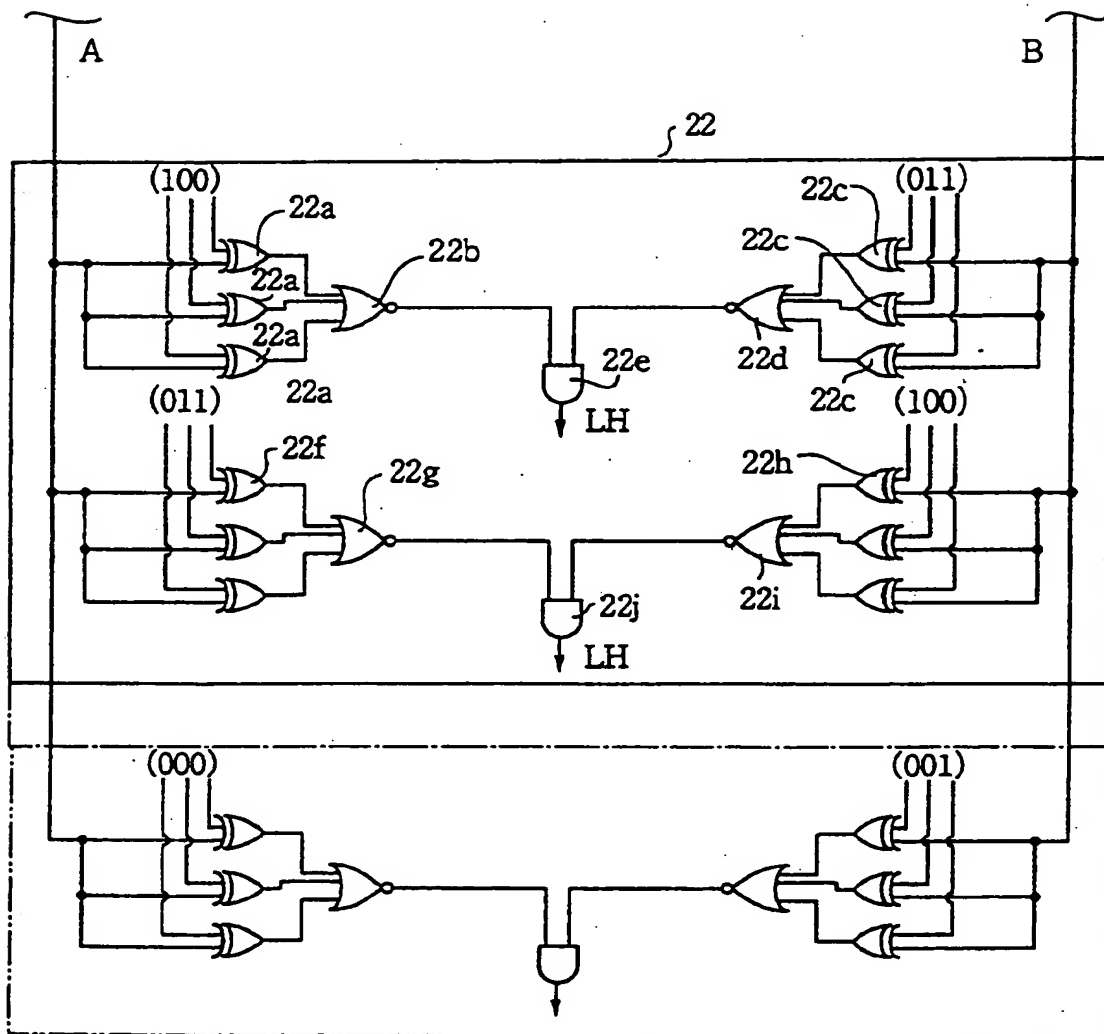 A B
22
(100) (011)
22a 22c
22b 22c
22a
22a 22d
22e 22c
22a
LH
(011) (100)
22f 22h
22g
22j 22i
LH
(000) (001)